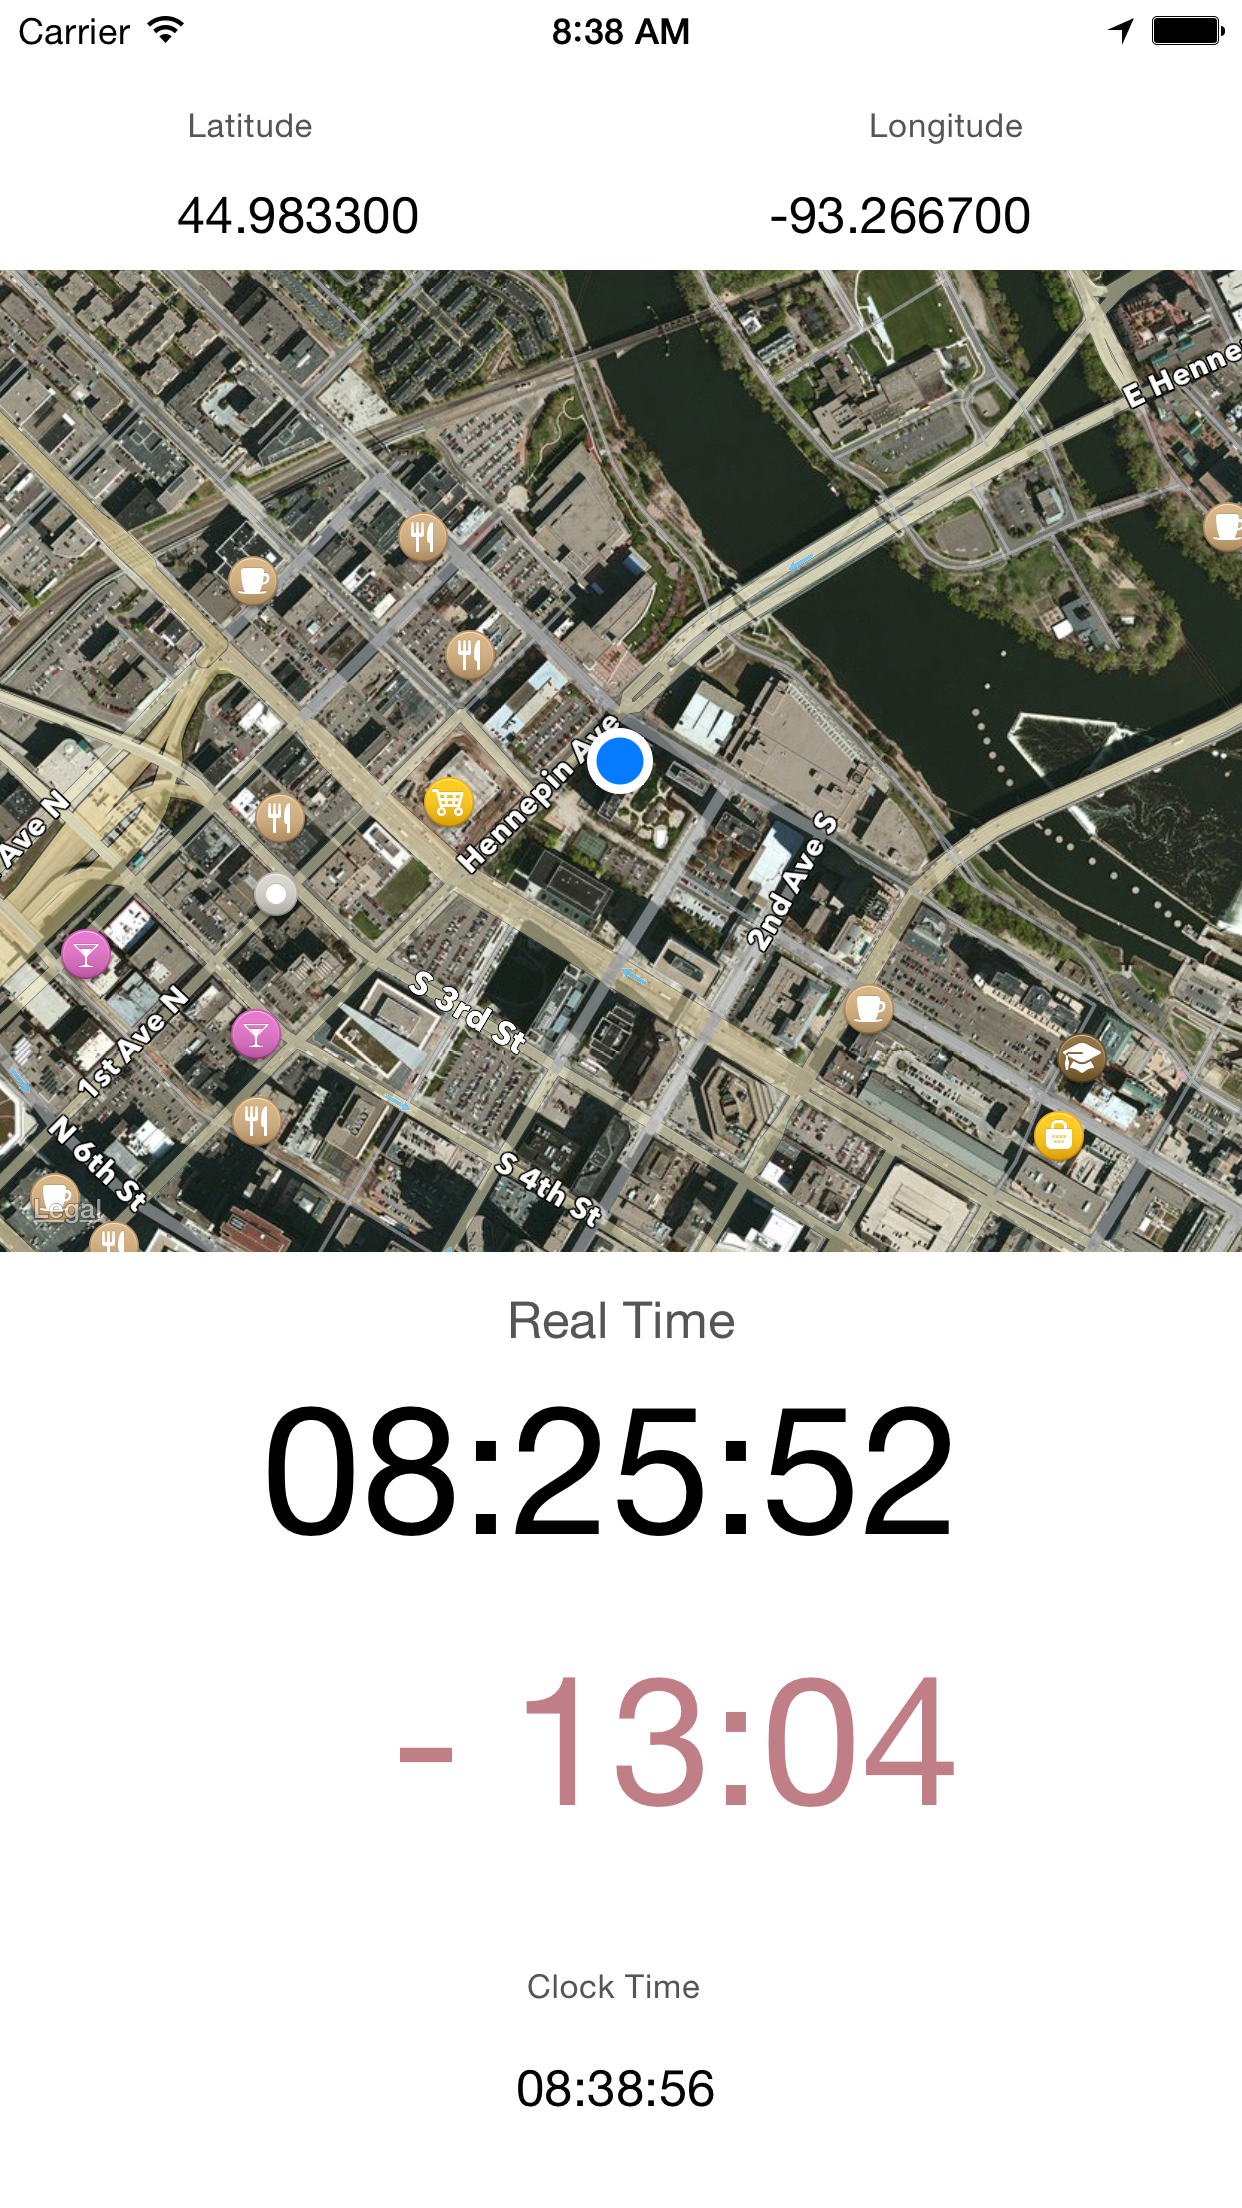 Carrier 8:38 AM
Latitude Longitude
44.983300 -93.266700
E Henne
Hennepin Ave
Ave N
2nd Ave S
S 3rd St
1st Ave N
N 6th St
S 4th St
Legal
Real Time
08:25:52
- 13:04
Clock Time
08:38:56